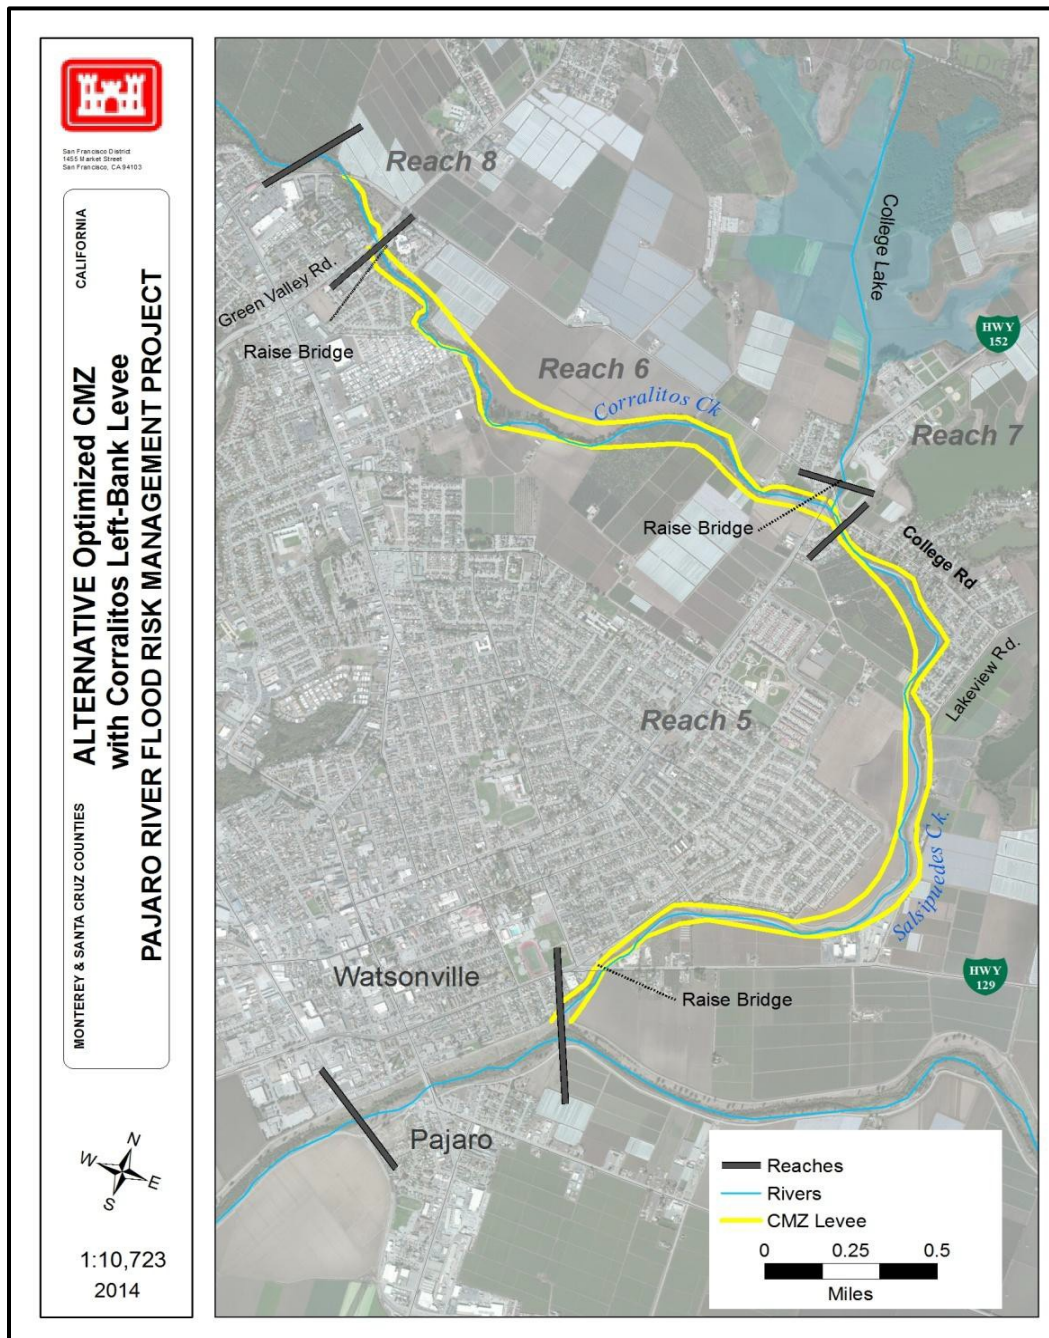 San Francisco District
1455 Market Street
San Francisco, CA 94103
MONTEREY & SANTA CRUZ COUNTIES
CALIFORNIA
ALTERNATIVE Optimized CMZ
with Corralitos Left-Bank Levee
PAJARO RIVER FLOOD RISK MANAGEMENT PROJECT
N
W
E
S
1:10,723
2014
Reach 8
Green Valley Rd.
Raise Bridge
College Lake
HWY
152
Reach 6
Corralitos Ck
Reach 7
Raise Bridge
College Rd
Lakeview Rd.
Reach 5
Salsipuedes Ck.
Watsonville
HWY
129
Raise Bridge
Pajaro
Reaches
Rivers
CMZ Levee
0 0.25 0.5
Miles